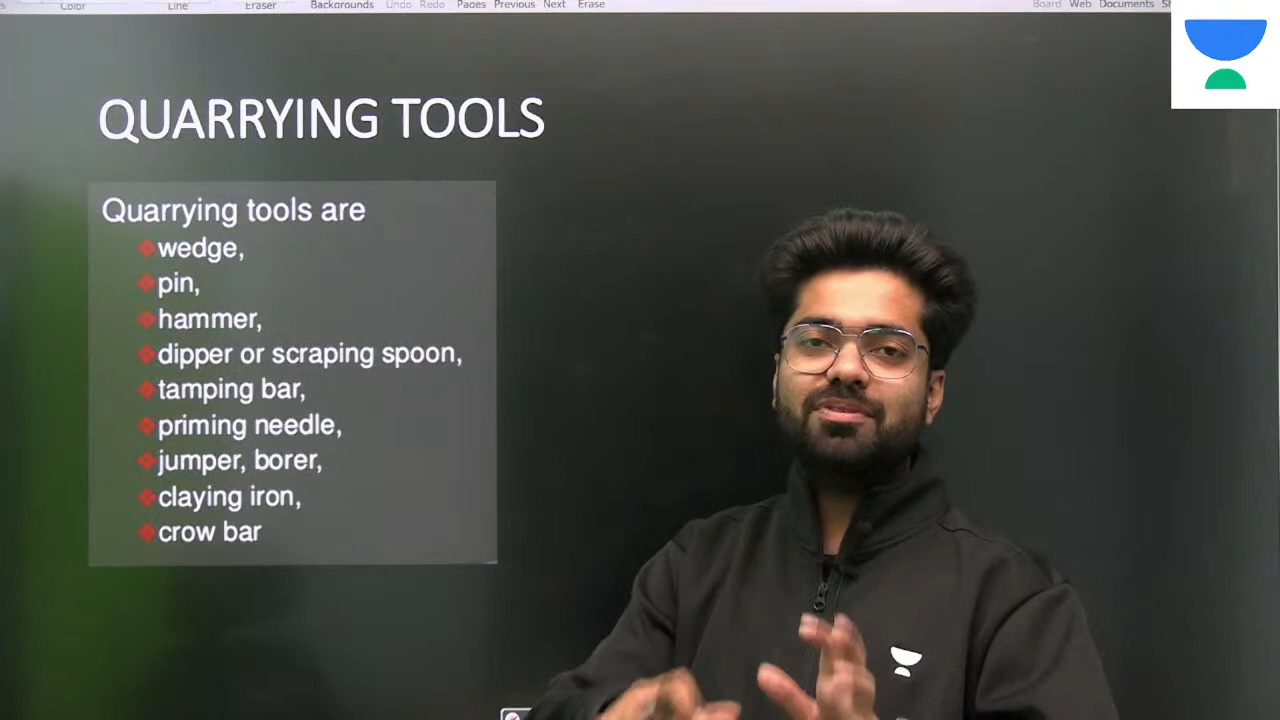 Color Line Eraser Backgrounds Undo Redo Pages Previous Next Erase Board Web Documents
QUARRYING TOOLS
Quarrying tools are
wedge,
pin,
hammer,
dipper or scraping spoon,
tamping bar,
priming needle,
jumper, borer,
claying iron,
crow bar